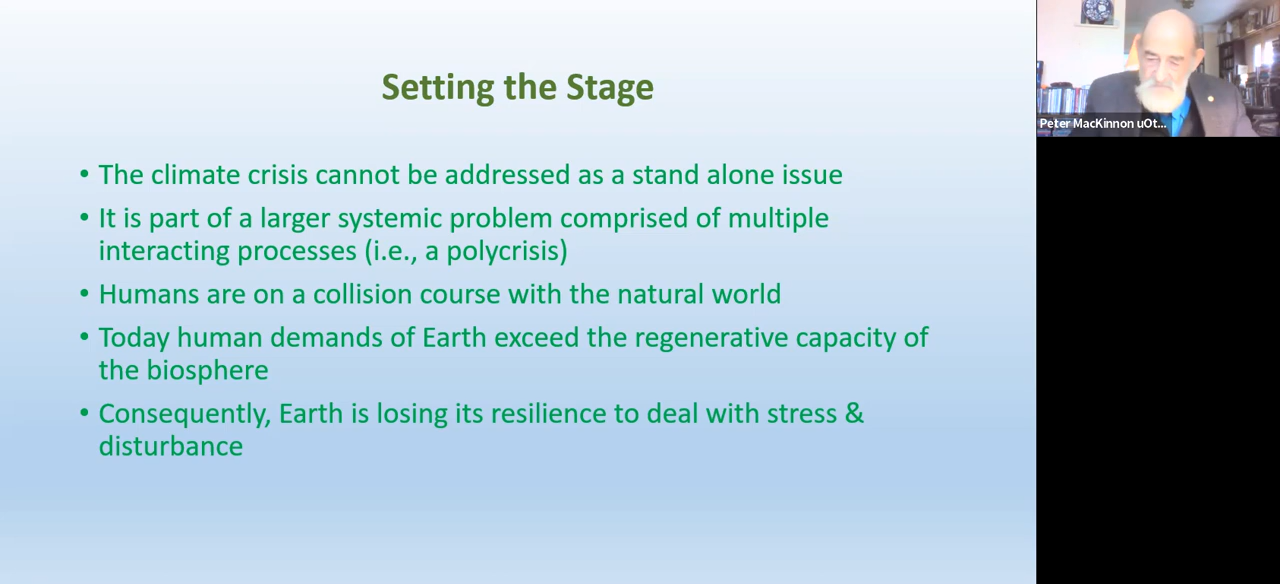 Setting the Stage
• The climate crisis cannot be addressed as a stand alone issue
• It is part of a larger systemic problem comprised of multiple
interacting processes (i.e., a polycrisis)
• Humans are on a collision course with the natural world
• Today human demands of Earth exceed the regenerative capacity of
the biosphere
• Consequently, Earth is losing its resilience to deal with stress &
disturbance
Peter MacKinnon uOt...